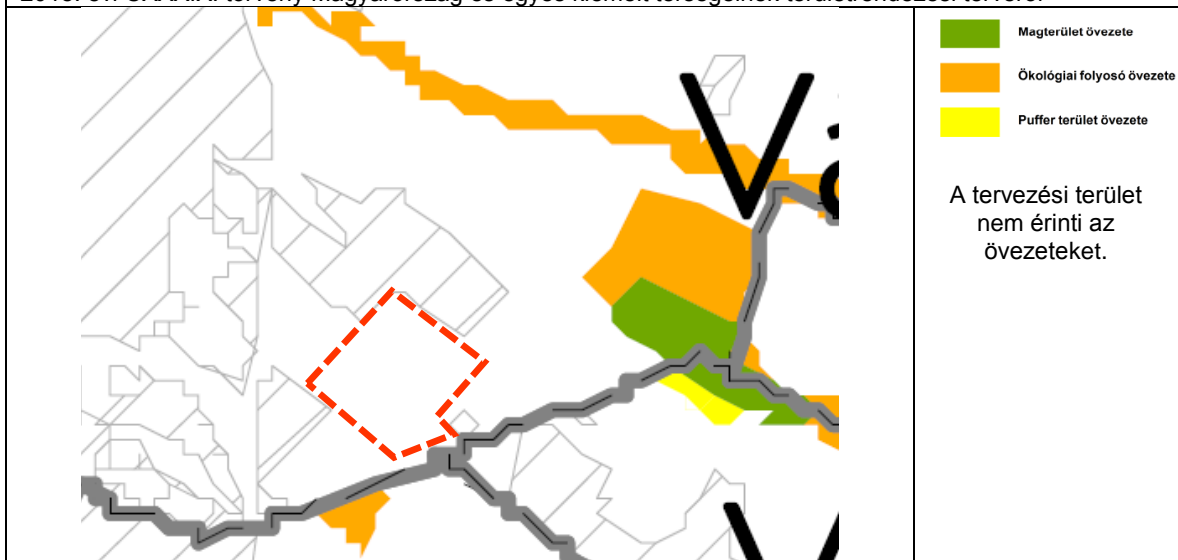 Magterület övezete
Ökológiai folyosó övezete
Puffer terület övezete
A tervezési terület
nem érinti az
övezeteket.
V
V